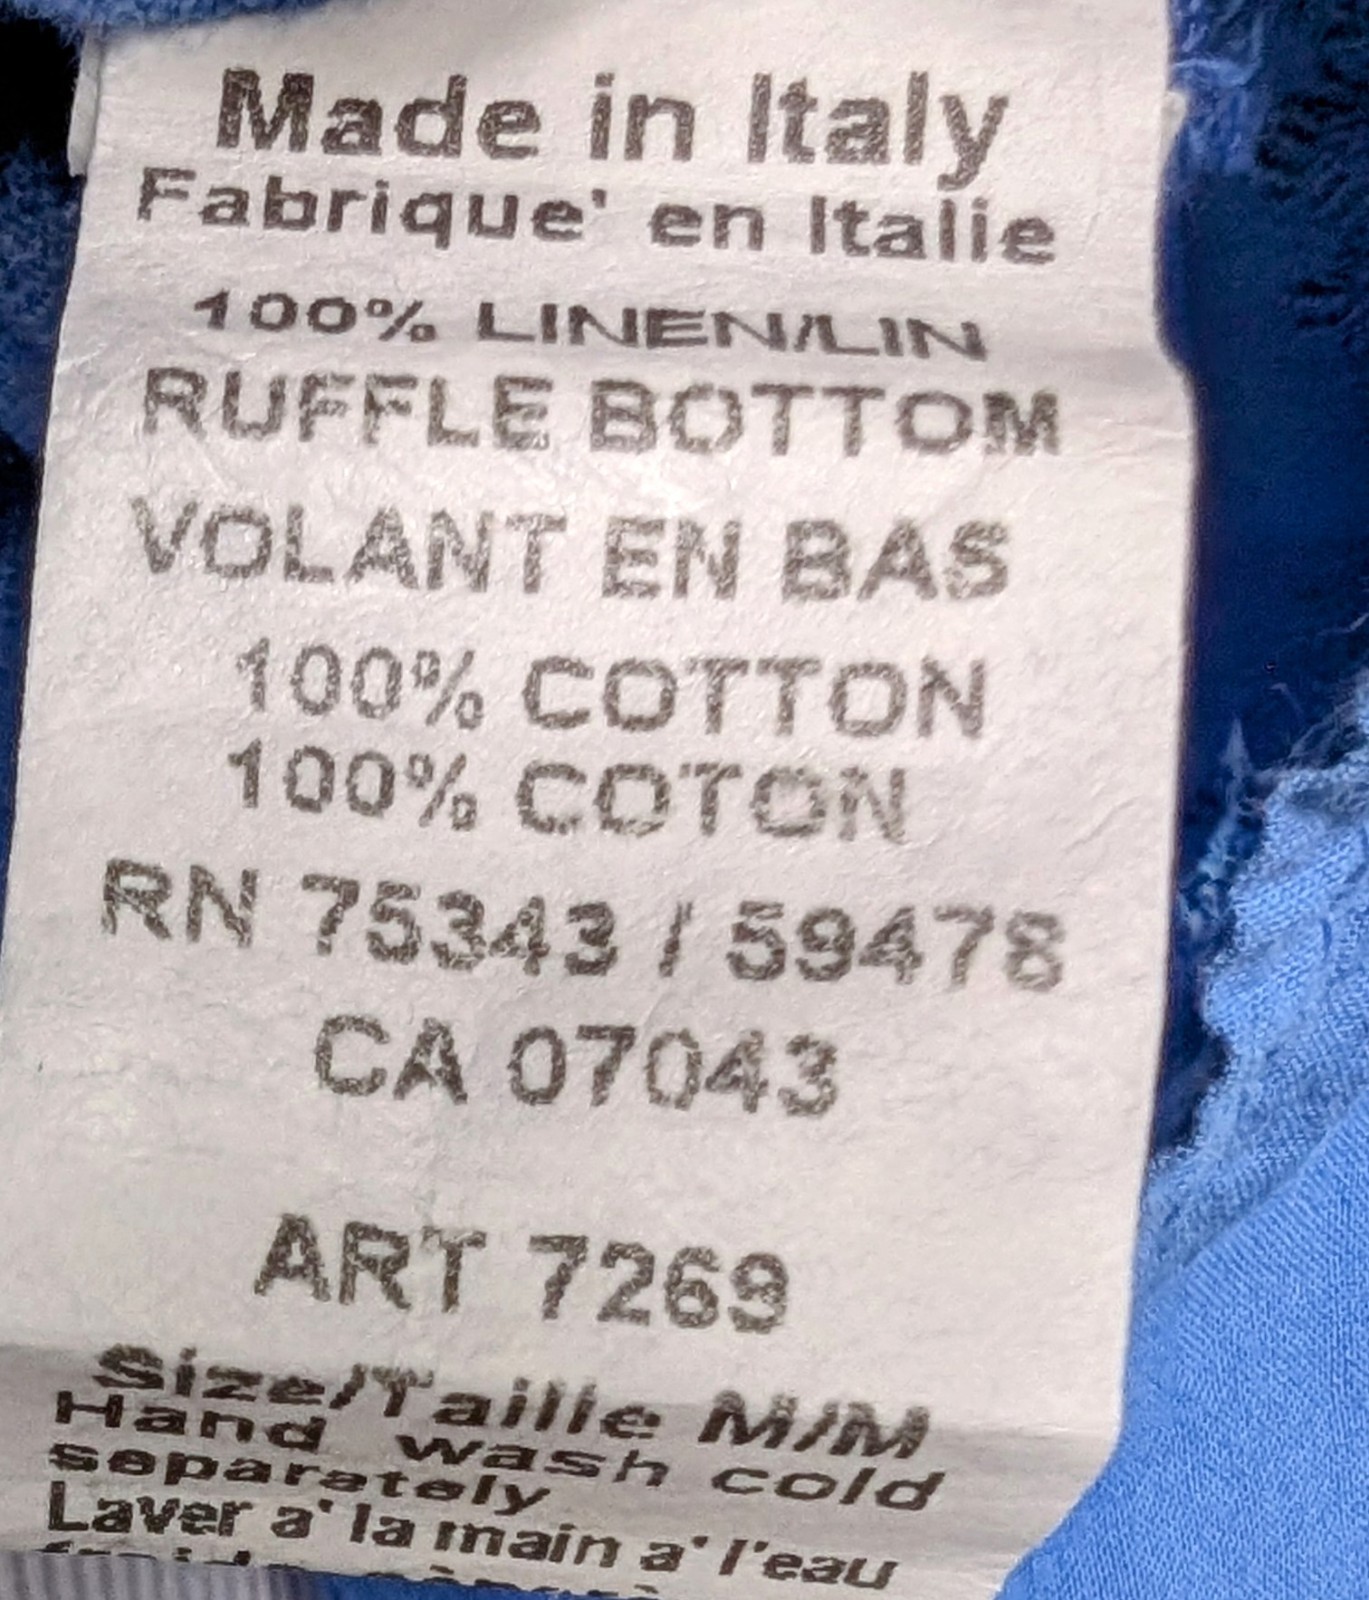 Made in Italy
Fabrique' en Italie
100% LINEN/LIN
RUFFLE BOTTOM
VOLANT EN BAS
100% COTTON
100% COTON
RN 75343 / 59478
CA 07043
ART 7269
Size/Taille M/M
Hand wash cold
separately
Laver a' la main a' l'eau